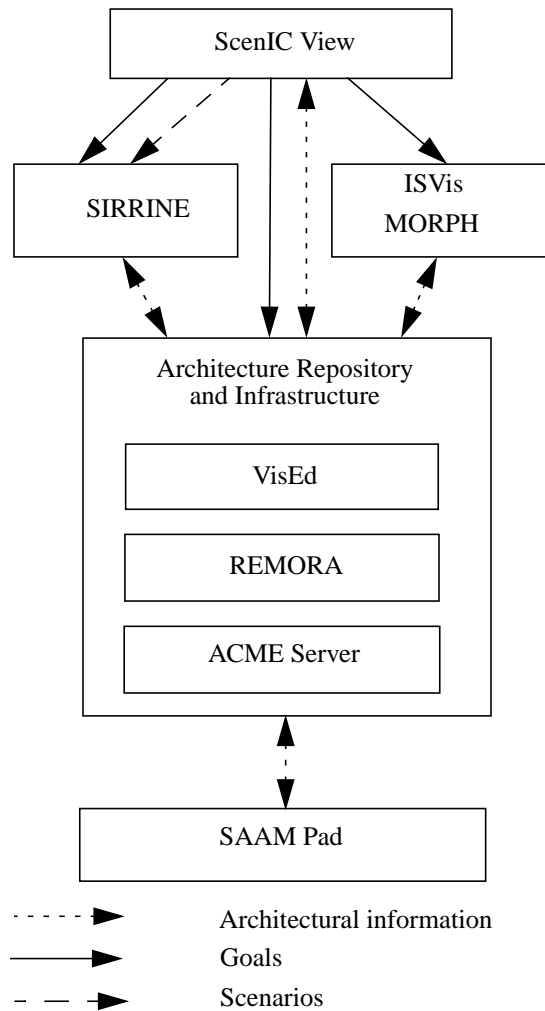 ScenIC View
SIRRINE
ISVis
MORPH
Architecture Repository
and Infrastructure
VisEd
REMORA
ACME Server
SAAM Pad
Architectural information
Goals
Scenarios